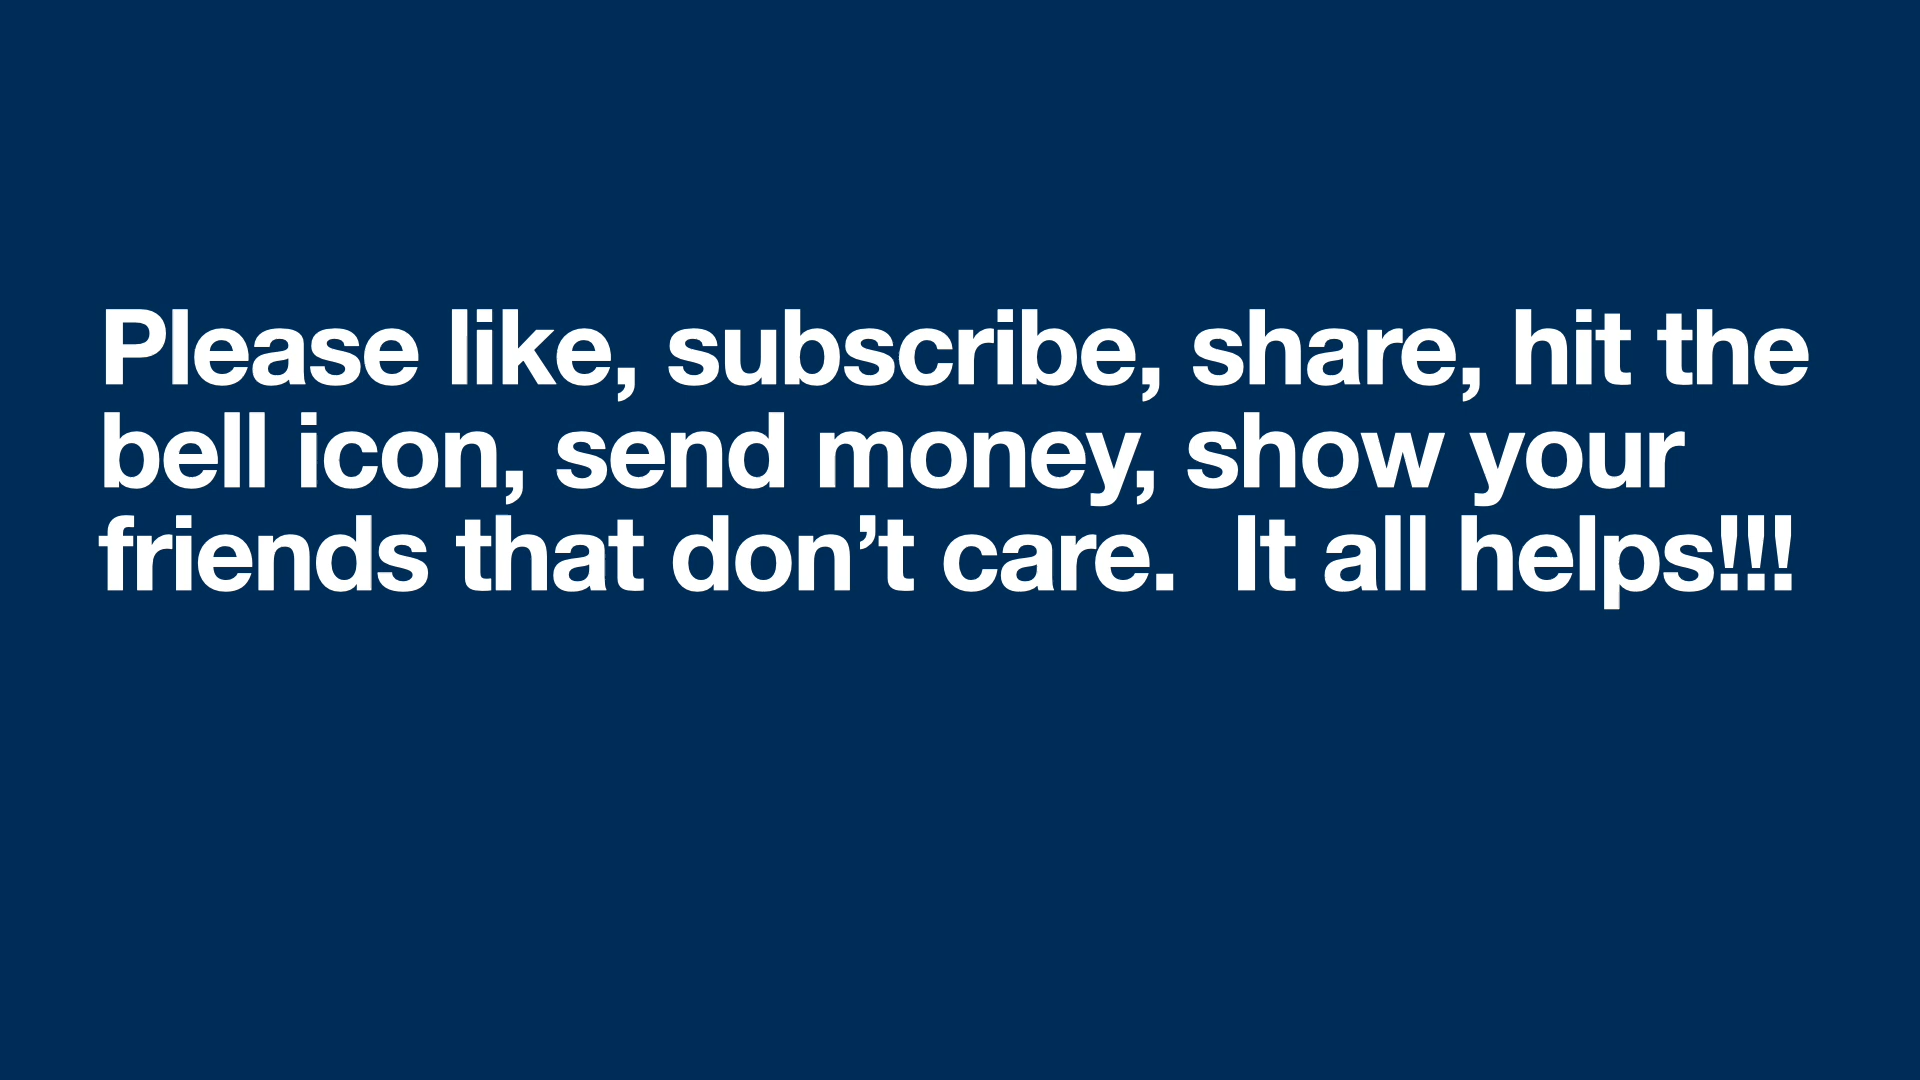 Please like, subscribe, share, hit the
bell icon, send money, show your
friends that don’t care.  It all helps!!!